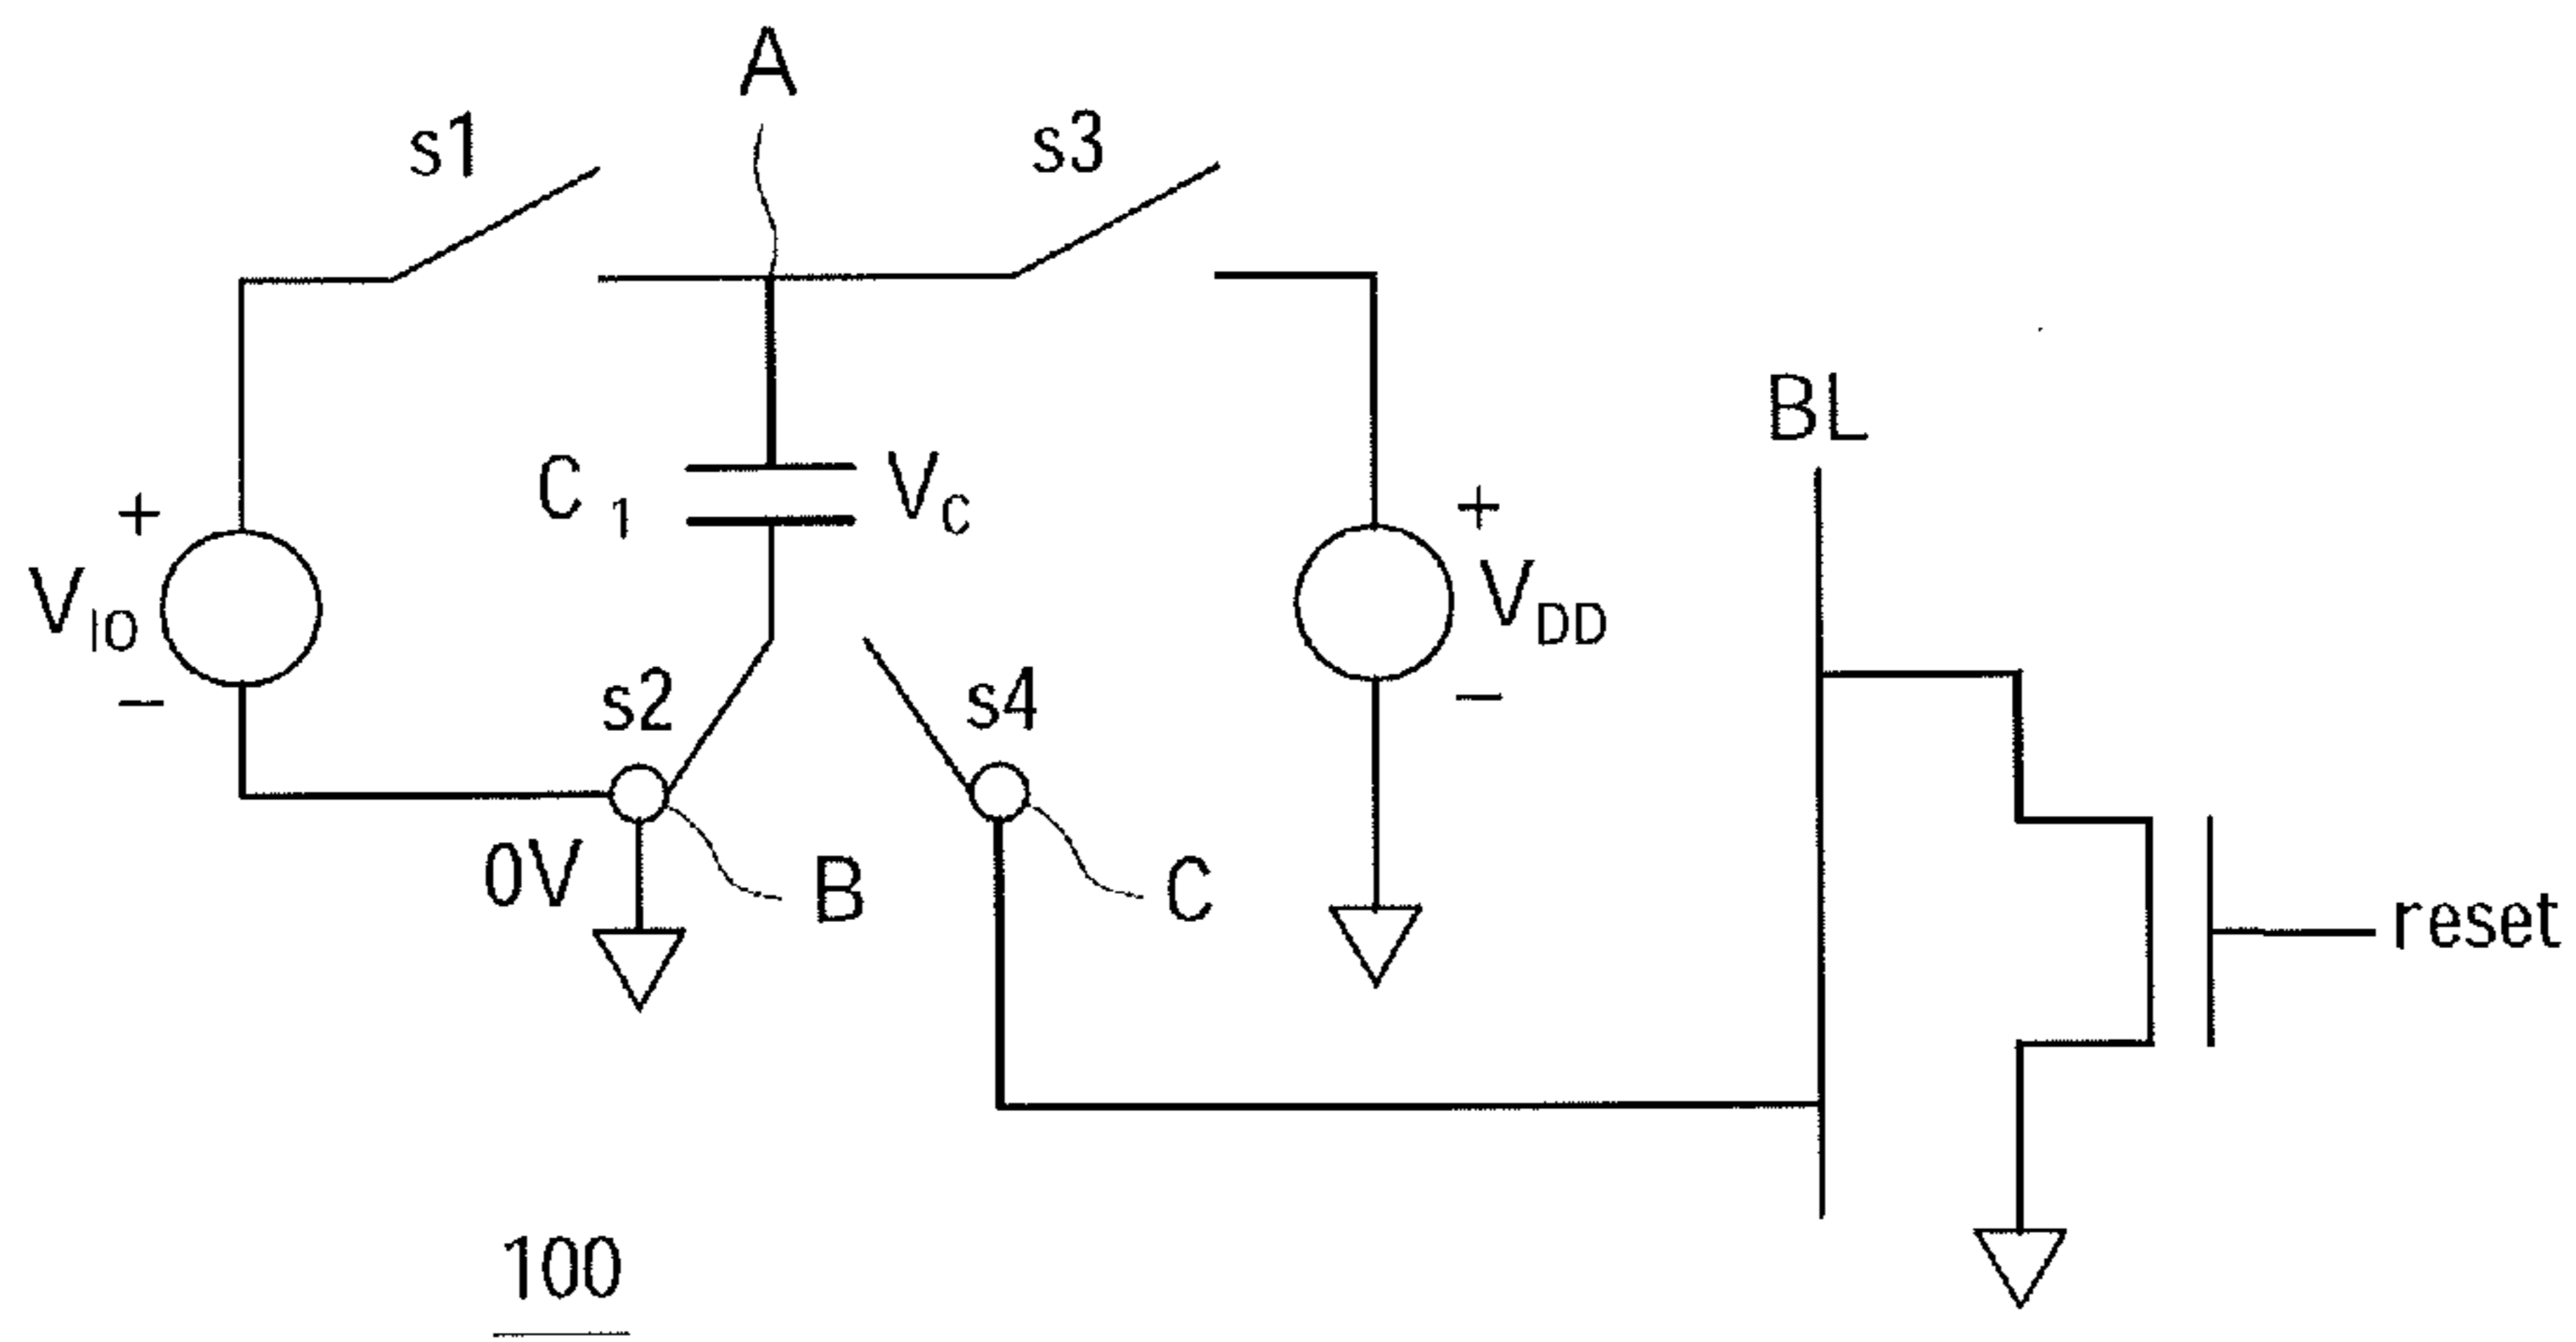 A
s1
s3
BL
C1
VC
+
VIO
−
+
VDD
−
s2
s4
0V
B
C
reset
100